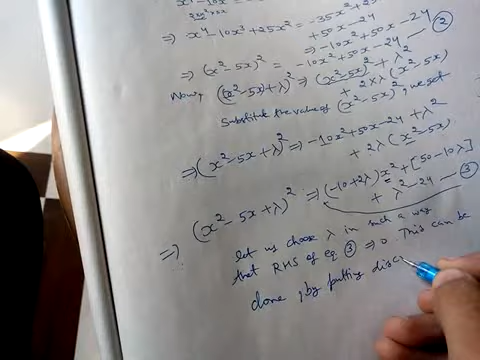 ⇒ x⁴ - 10x³ + 25x² = -35x² + 25x²
+ 50x - 24
⇒ -10x² + 50x - 24
⇒ (x² - 5x)² = -10x² + 50x - 24 — ②
Now, (x² - 5x + λ)² ⇒ (x² - 5x)² + λ²
+ 2×λ (x² - 5x)
Substitute the value of (x² - 5x)², we get
⇒ (x² - 5x + λ)² ⇒ -10x² + 50x - 24 + λ²
+ 2λ (x² - 5x)
⇒ (x² - 5x + λ)² ⇒ (-10 + 2λ) x² + [50 - 10λ]
+ λ² - 24 — ③
let us choose λ in such a way
that RHS of eq ③ ⇒ 0. This can be
done, by putting disc